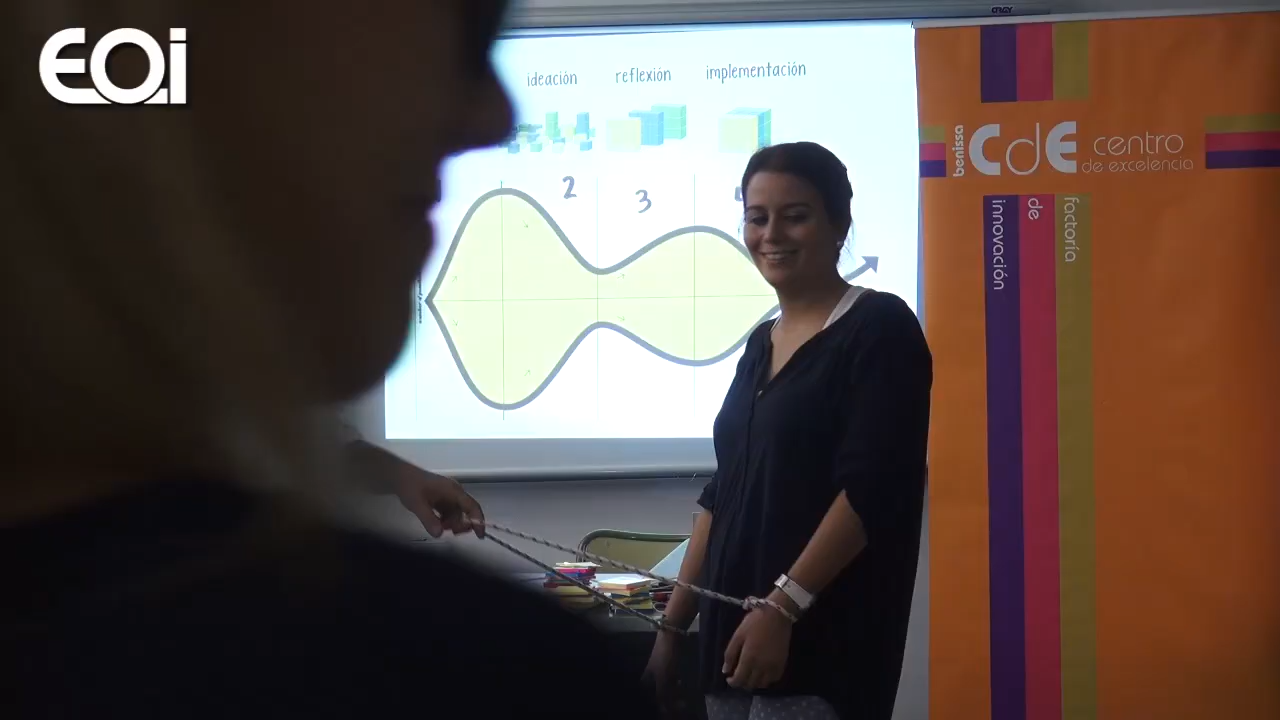 EOi
ideación
reflexión
implementación
2
3
benissa
CdE centro
de excelencia
factoría
de
innovación